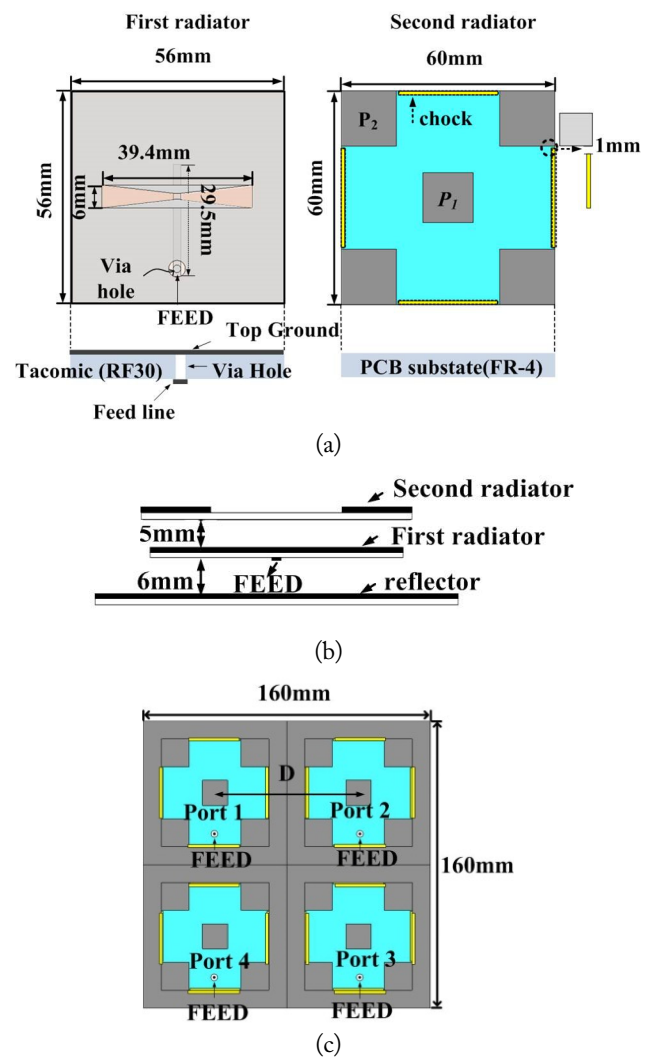 First radiator
Second radiator
56mm
60mm
56mm
39.4mm
6mm
29.5mm
Via
hole
FEED
P2
chock
1mm
P1
60mm
Top Ground
Tacomic (RF30)
Via Hole
Feed line
PCB substate(FR-4)
(a)
Second radiator
5mm
First radiator
FEED
6mm
reflector
(b)
160mm
D
Port 1
Port 2
FEED
FEED
160mm
Port 4
Port 3
FEED
FEED
(c)